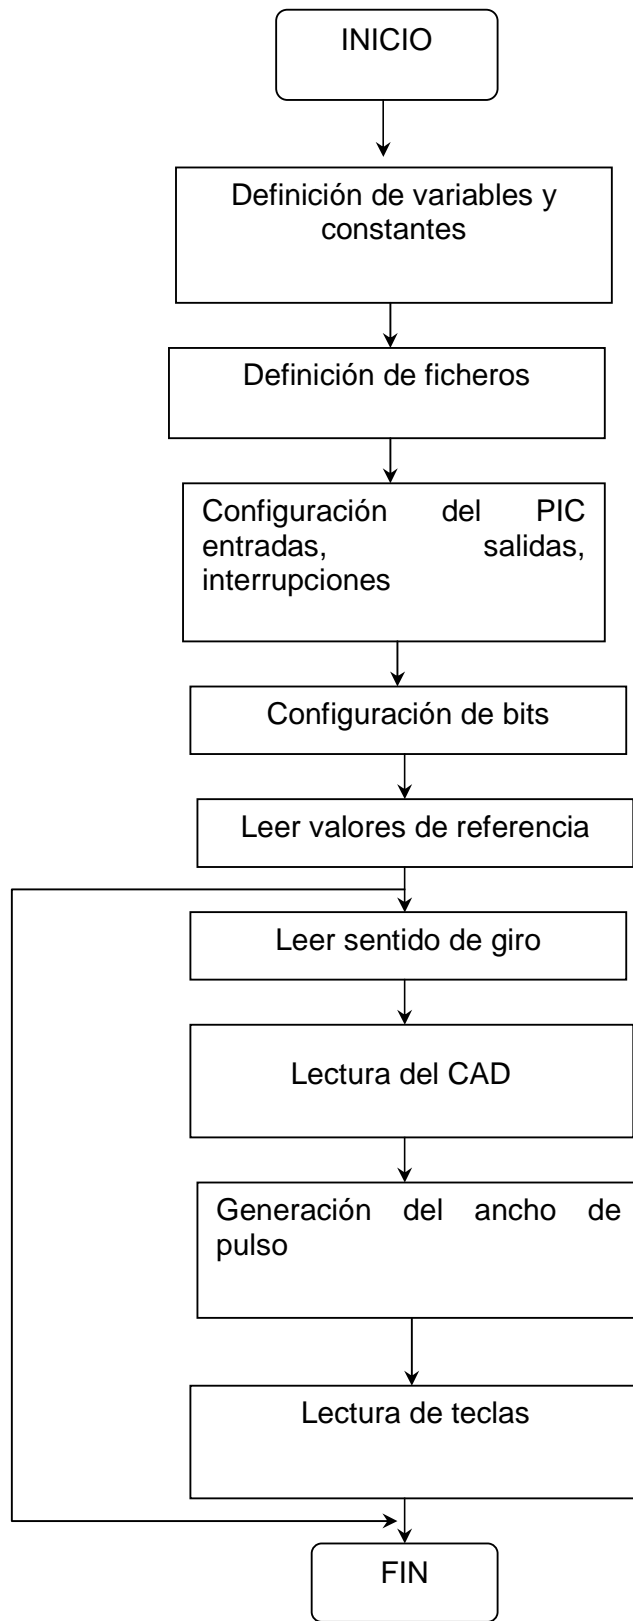 INICIO
Definición de variables y
constantes
Definición de ficheros
Configuración del PIC
entradas, salidas,
interrupciones
Configuración de bits
Leer valores de referencia
Leer sentido de giro
Lectura del CAD
Generación del ancho de
pulso
Lectura de teclas
FIN